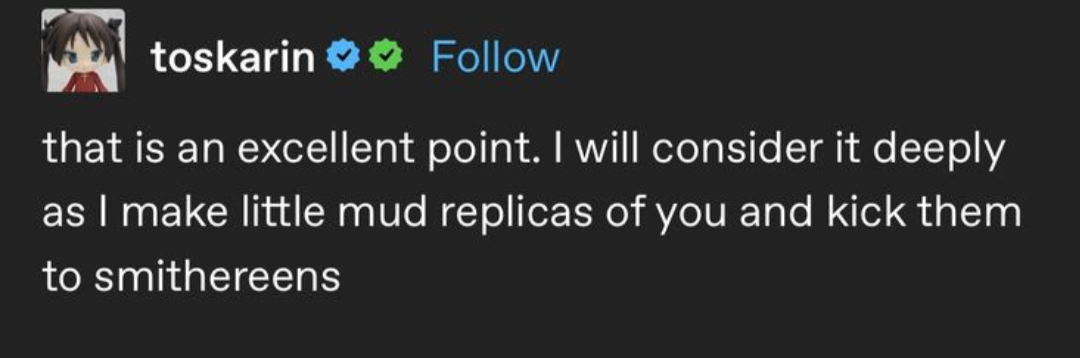 toskarin Follow
that is an excellent point. I will consider it deeply
as I make little mud replicas of you and kick them
to smithereens